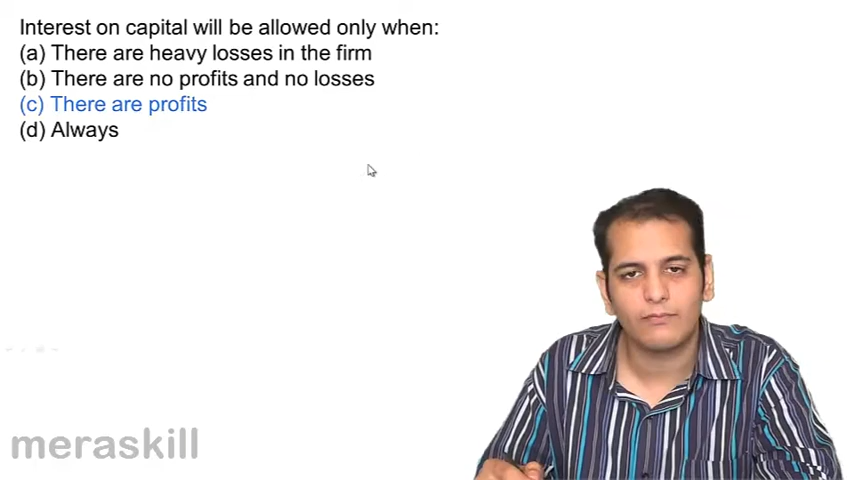 Interest on capital will be allowed only when:
(a) There are heavy losses in the firm
(b) There are no profits and no losses
(c) There are profits
(d) Always
meraskill